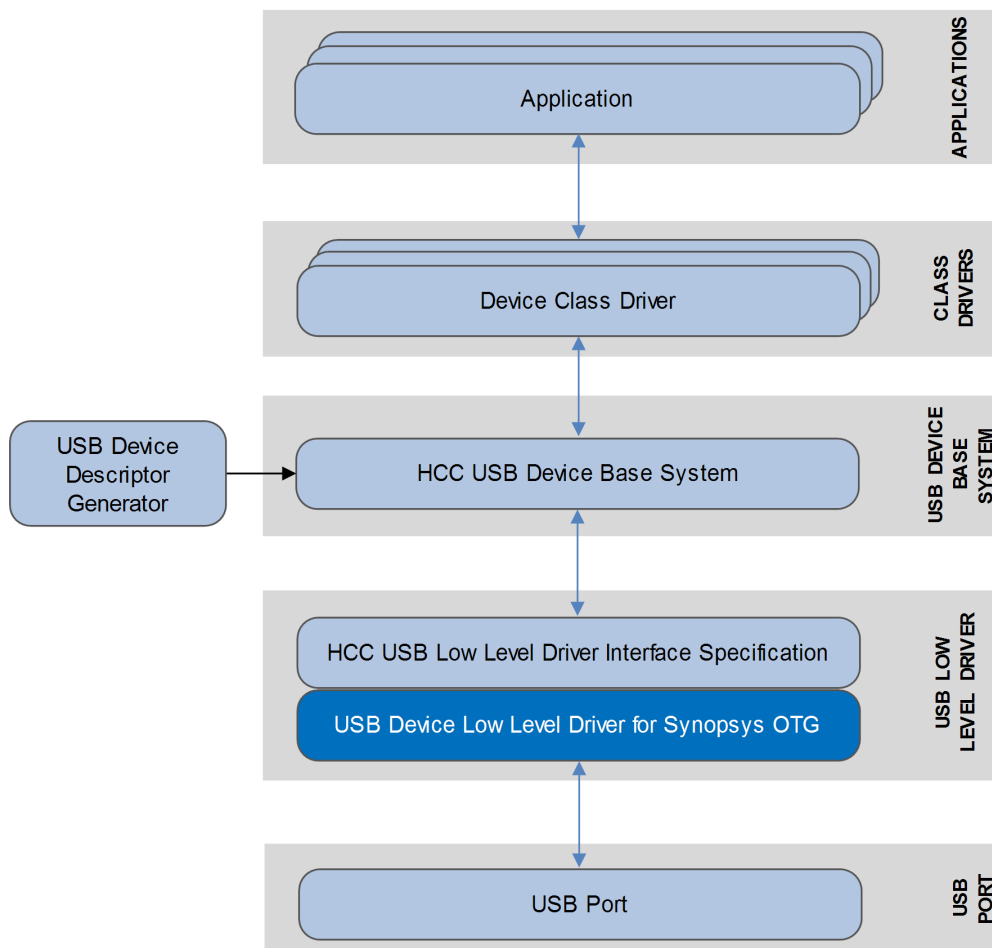 Application
APPLICATIONS
Device Class Driver
CLASS
DRIVERS
USB Device
Descriptor
Generator
HCC USB Device Base System
USB DEVICE
BASE
SYSTEM
HCC USB Low Level Driver Interface Specification
USB Device Low Level Driver for Synopsys OTG
USB LOW
LEVEL DRIVER
USB Port
USB
PORT